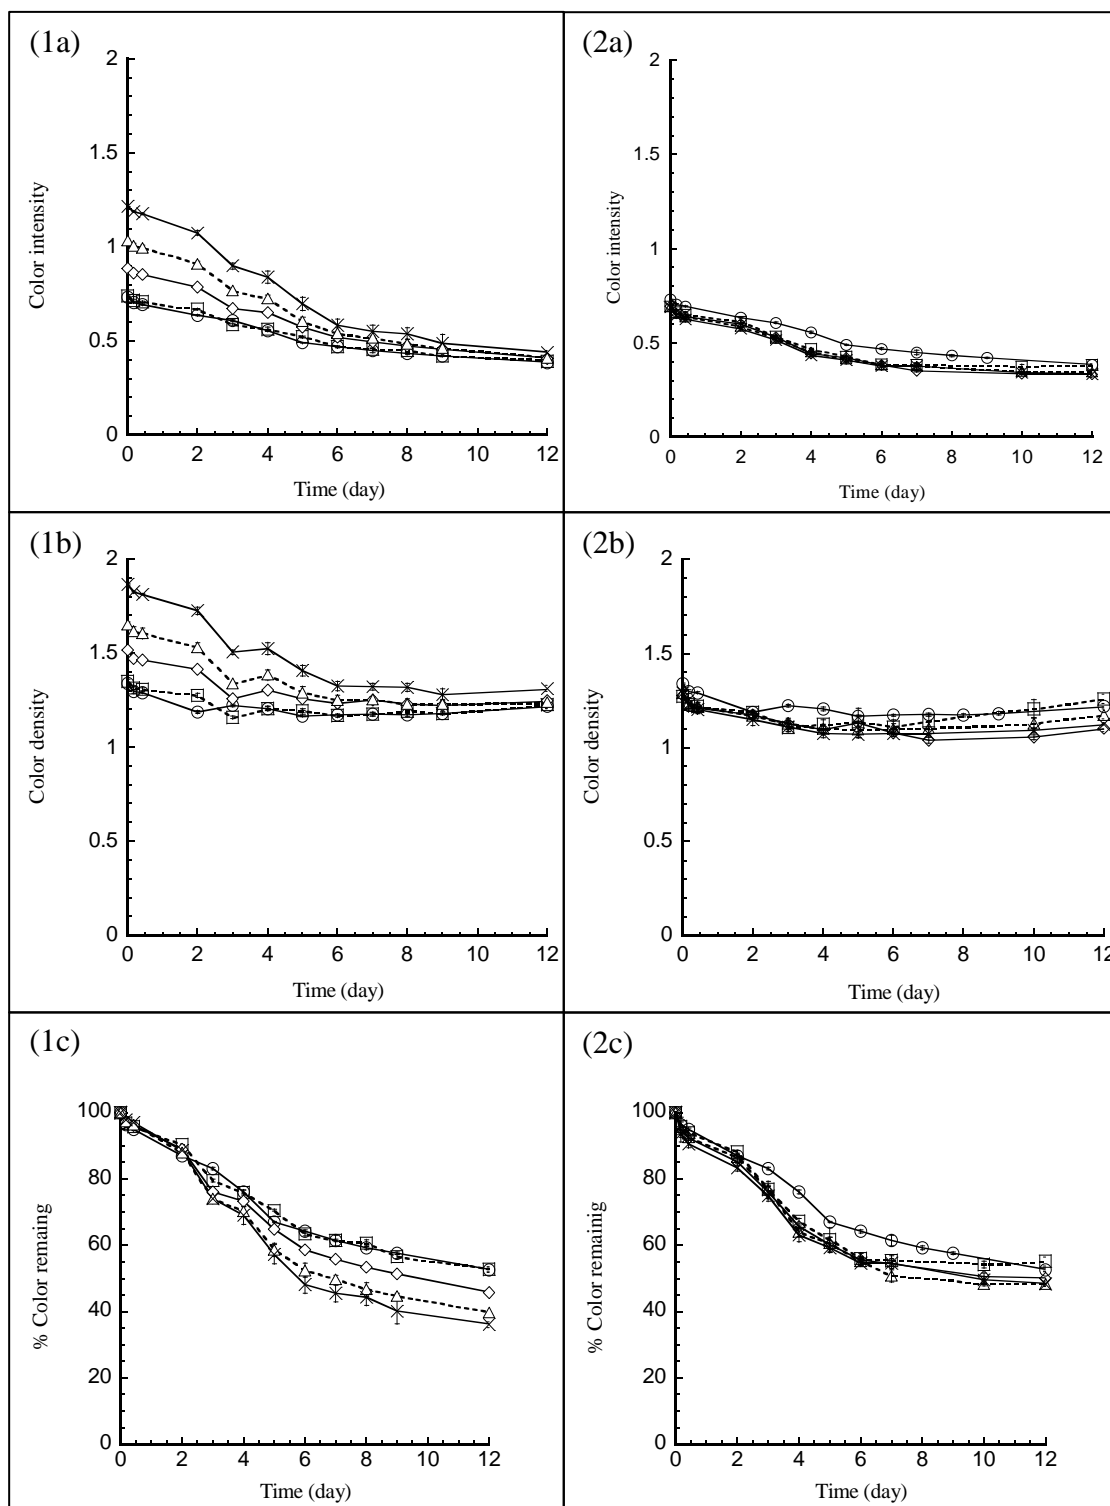 (1a)
2
1.5
1
0.5
0
Color intensity
0 2 4 6 8 10 12
Time (day)
(2a)
2
1.5
1
0.5
0
Color intensity
0 2 4 6 8 10 12
Time (day)
(1b)
2
1.5
1
0.5
0
Color density
0 2 4 6 8 10 12
Time (day)
(2b)
2
1.5
1
0.5
0
Color density
0 2 4 6 8 10 12
Time (day)
(1c)
100
80
60
40
20
0
% Color remaing
0 2 4 6 8 10 12
Time (day)
(2c)
100
80
60
40
20
0
% Color remainig
0 2 4 6 8 10 12
Time (day)